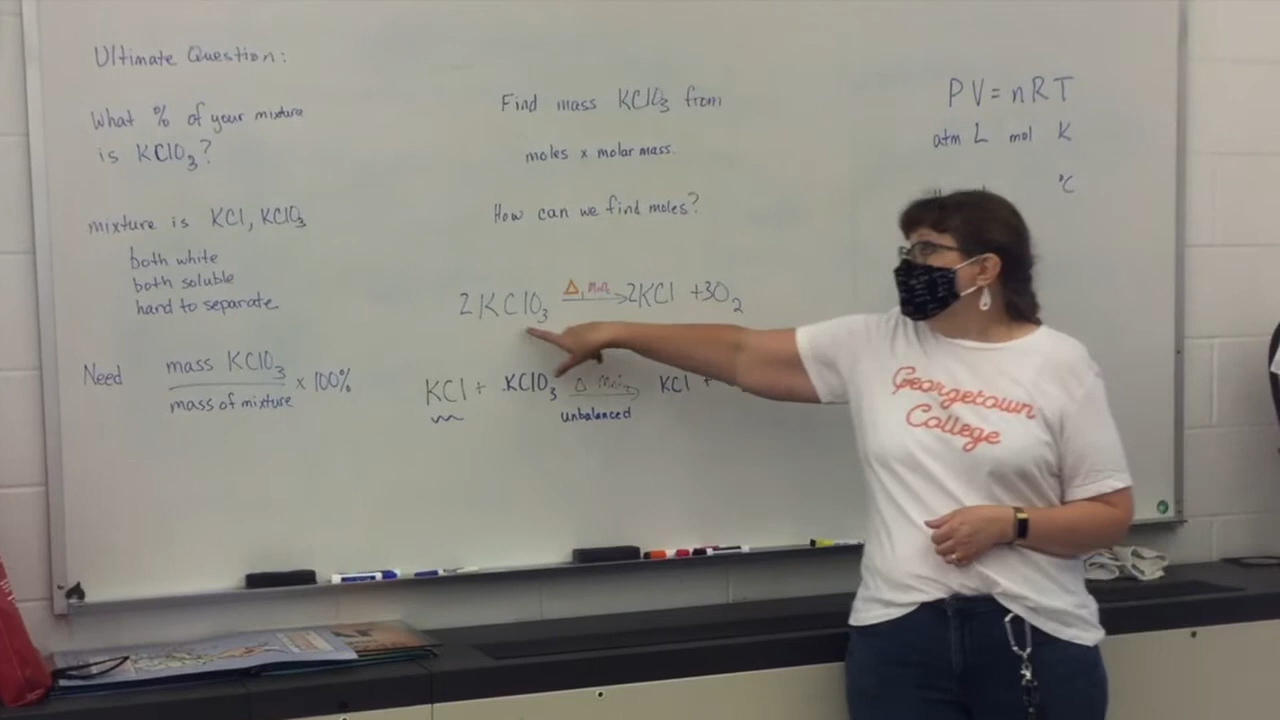 Ultimate Question:
What % of your mixture
is KClO₃?
mixture is KCl, KClO₃
both white
both soluble
hard to separate
Need mass KClO₃ / mass of mixture x 100%
Find mass KClO₃ from
moles x molar mass.
How can we find moles?
2KClO₃ Δ, MnO₂ → 2KCl + 3O₂
KCl + KClO₃ Δ MnO₂ → KCl +
unbalanced
PV = nRT
atm L mol K
°C
Georgetown
College